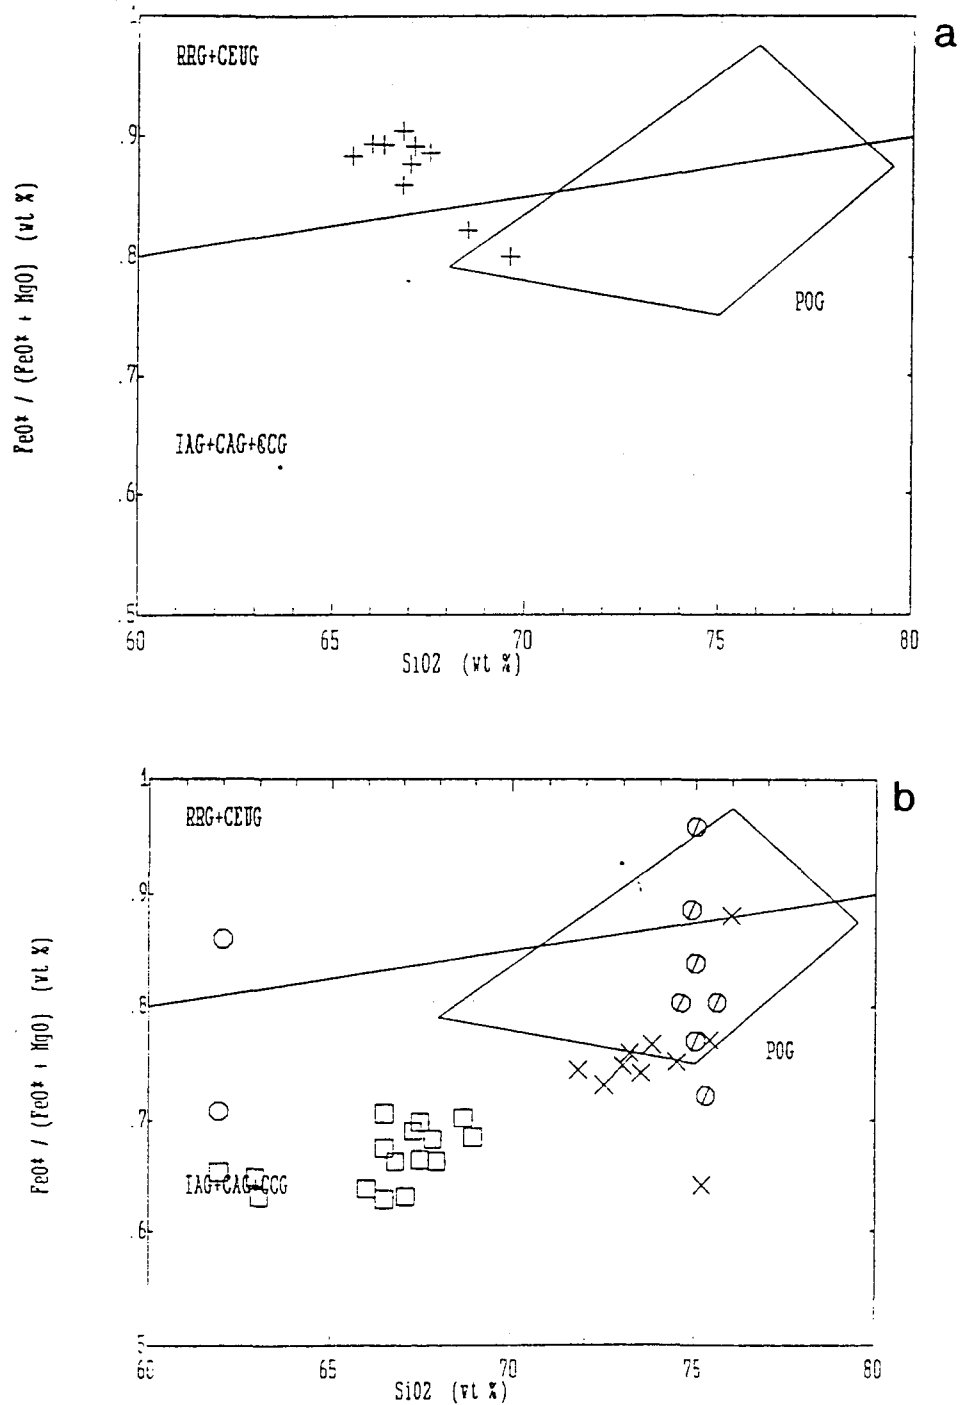 a
RRG+CEUG
.9
.8
.7
.6
.5
FeO* / (FeO* + MgO) (wt %)
POG
IAG+CAG+CCG
60 65 70 75 80
SiO2 (wt %)
b
1
RRG+CEUG
.9
.8
.7
.6
FeO* / (FeO* + MgO) (wt %)
POG
IAG+CAG+CCG
5
60 65 70 75 80
SiO2 (wt %)